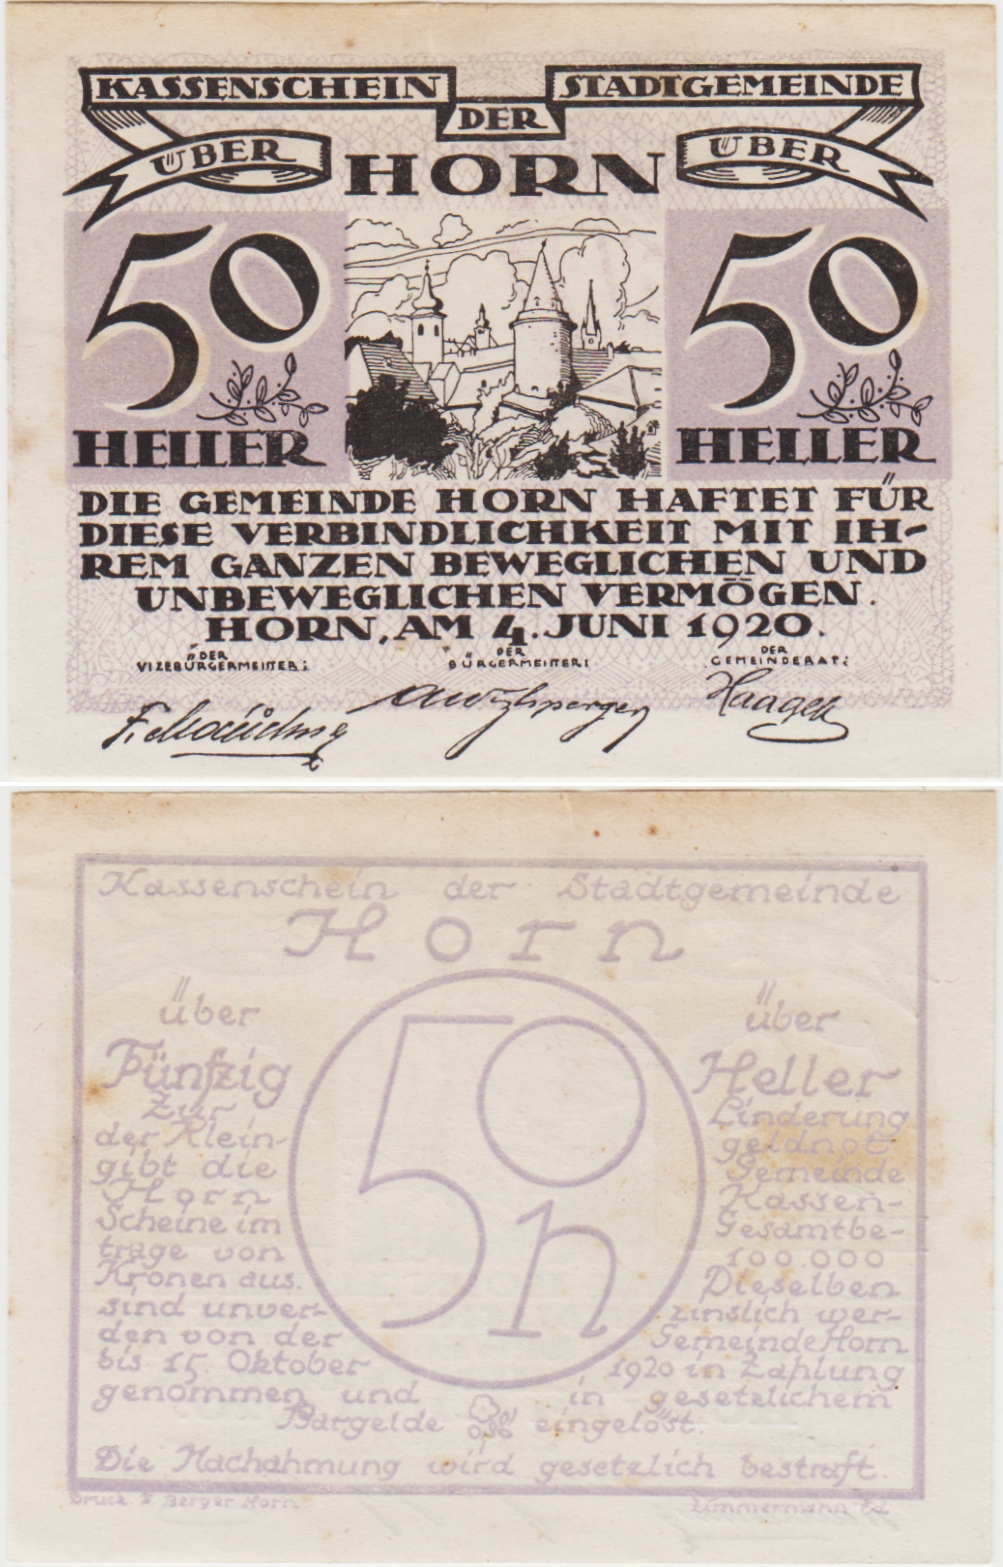 KASSENSCHEIN DER STADTGEMEINDE
ÜBER HORN ÜBER
50 50
HELLER HELLER
DIE GEMEINDE HORN HAFTET FÜR
DIESE VERBINDLICHKEIT MIT IH-
REM GANZEN BEWEGLICHEN UND
UNBEWEGLICHEN VERMÖGEN.
HORN, AM 4. JUNI 1920.
DER VIZEBÜRGERMEISTER: DER BÜRGERMEISTER: DER GEMEINDERAT:
Haagen
Kassenschein der Stadtgemeinde
Horn
über über
Fünfzig 50 h Heller
Zur Linderung
der Klein- geldnot
gibt die Gemeinde
Horn Kassen-
Scheine im Gesamtbe-
trage von 100.000
Kronen aus. Dieselben
sind unver- zinslich wer-
den von der Gemeinde Horn
bis 15. Oktober 1920 in Zahlung
genommen und in gesetzlichem
Bargelde eingelöst.
Die Nachahmung wird gesetzlich bestraft.
Druck F. Berger Horn Zimmermann Ed.